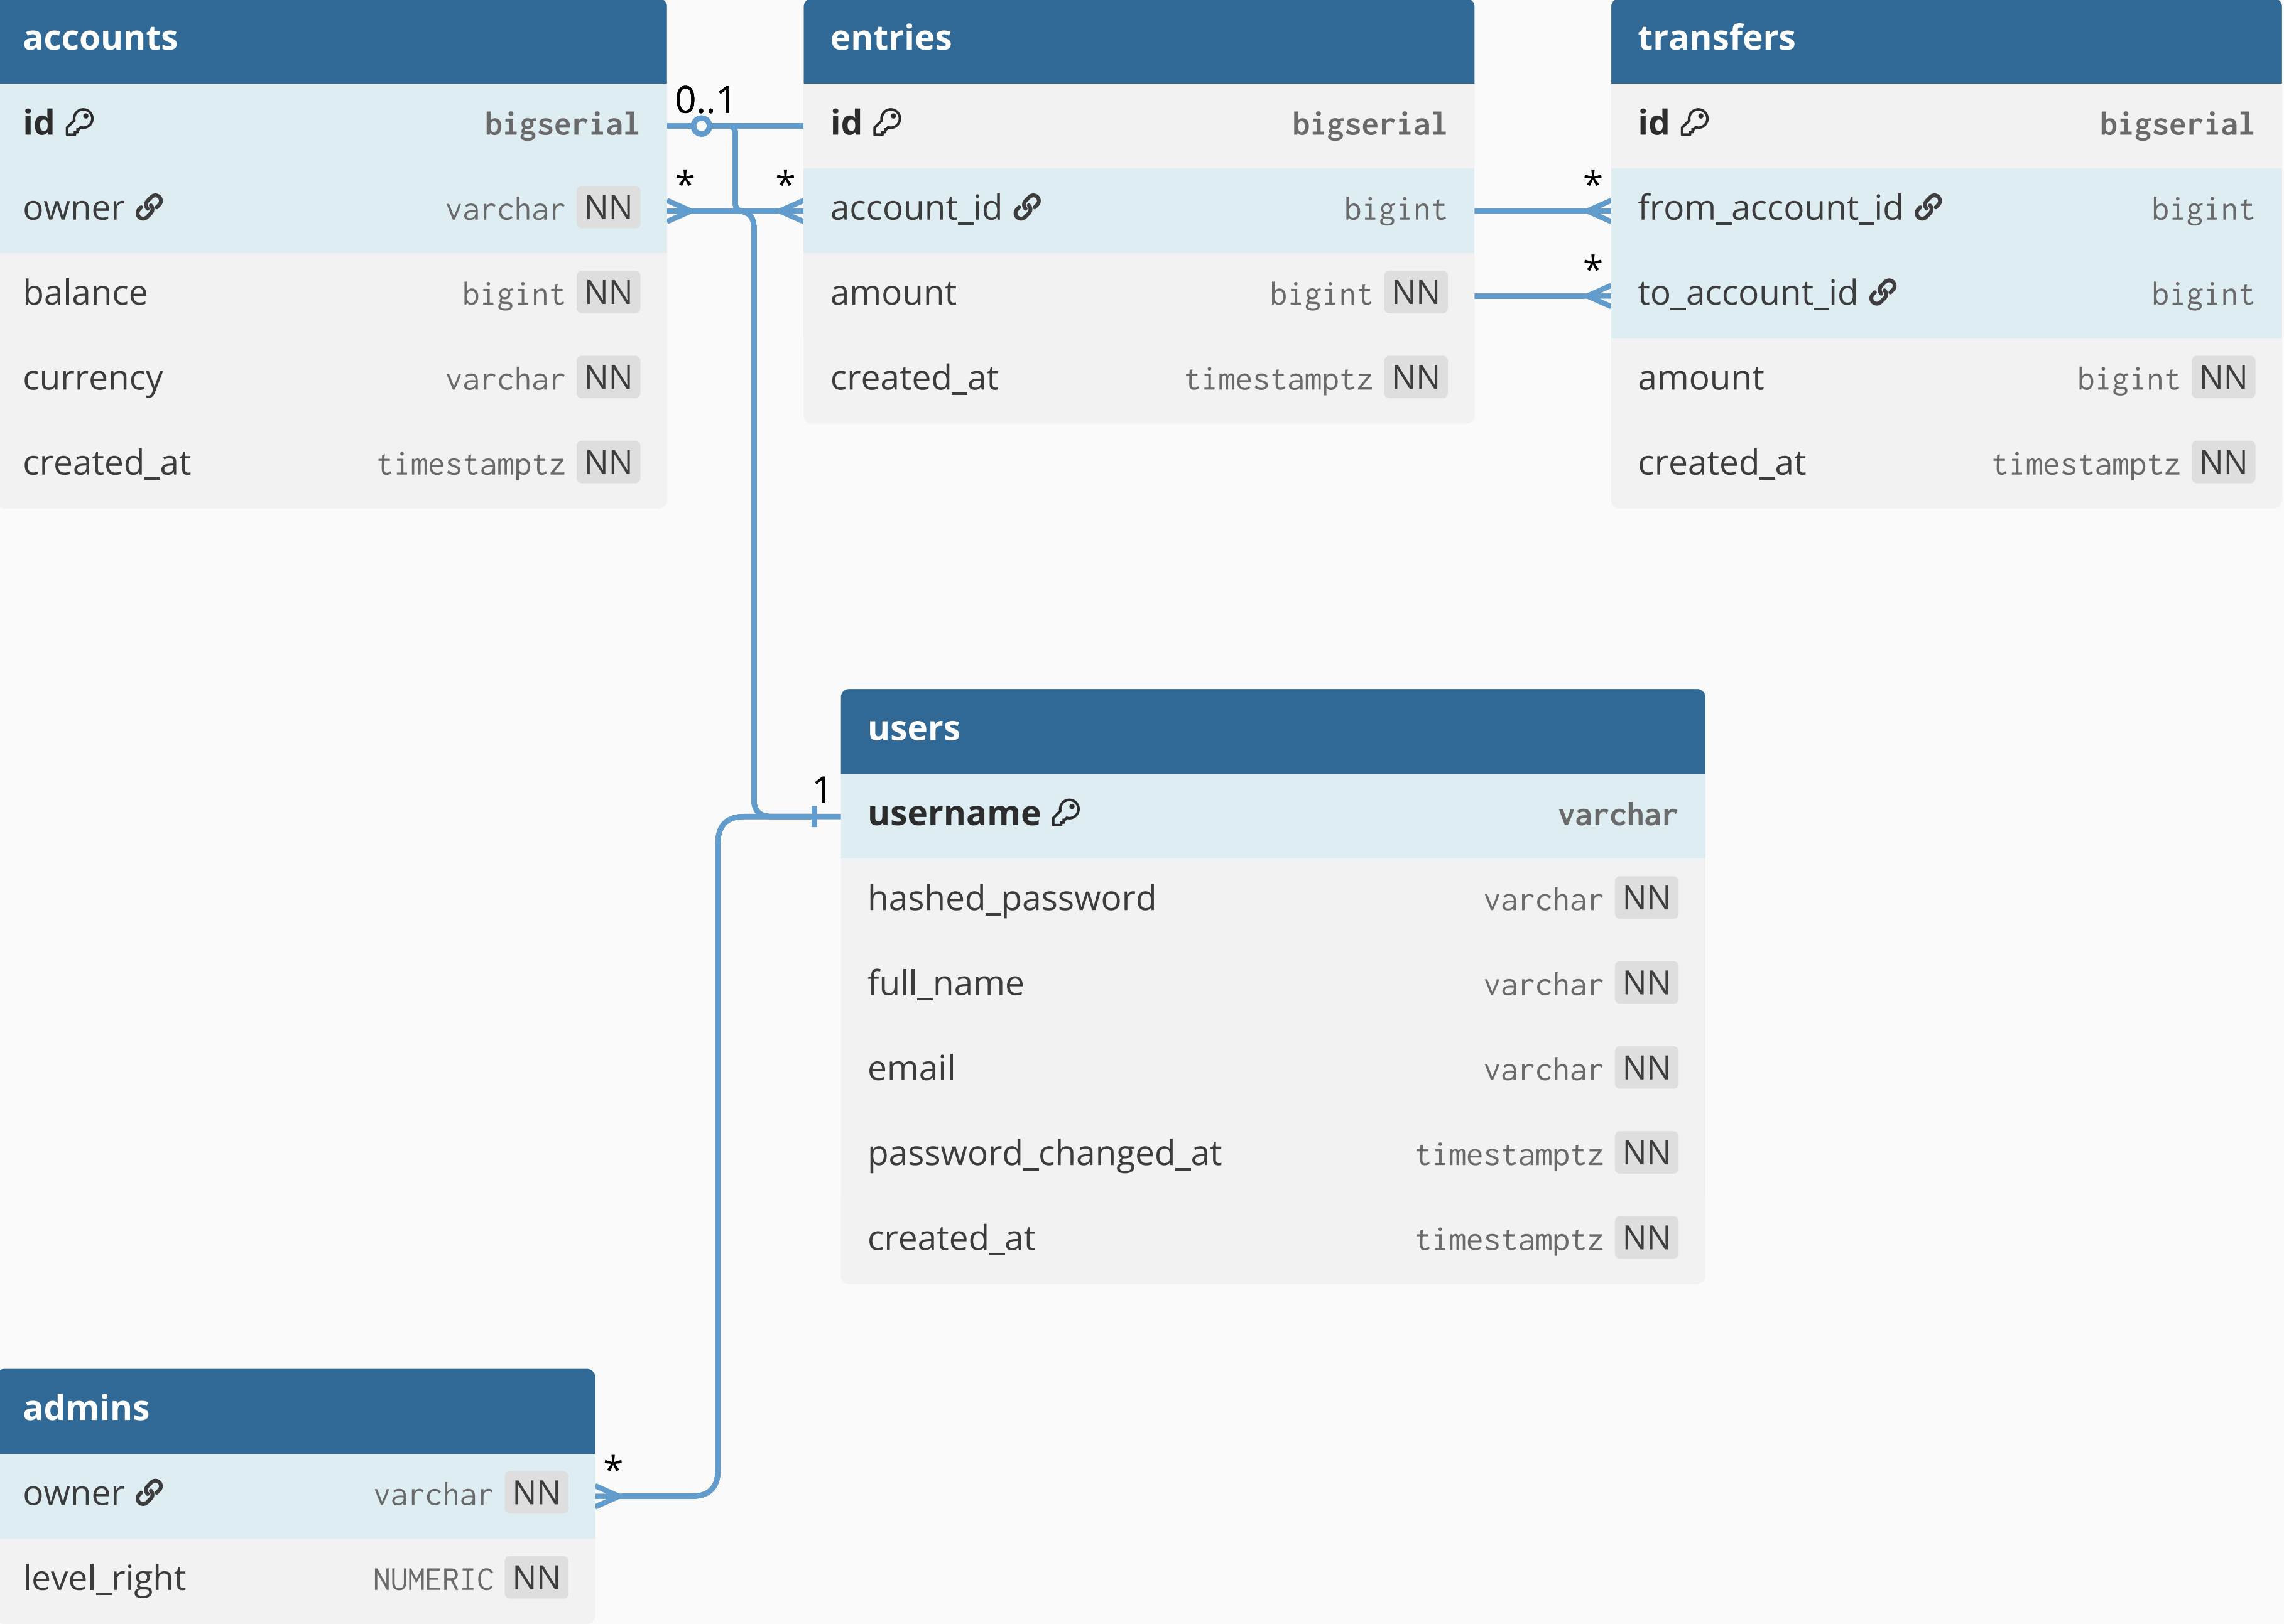 accounts
id bigserial
owner varchar NN
balance bigint NN
currency varchar NN
created_at timestamptz NN
0..1
*
*
entries
id bigserial
account_id bigint
amount bigint NN
created_at timestamptz NN
*
*
transfers
id bigserial
from_account_id bigint
to_account_id bigint
amount bigint NN
created_at timestamptz NN
1
users
username varchar
hashed_password varchar NN
full_name varchar NN
email varchar NN
password_changed_at timestamptz NN
created_at timestamptz NN
admins
owner varchar NN
level_right NUMERIC NN
*